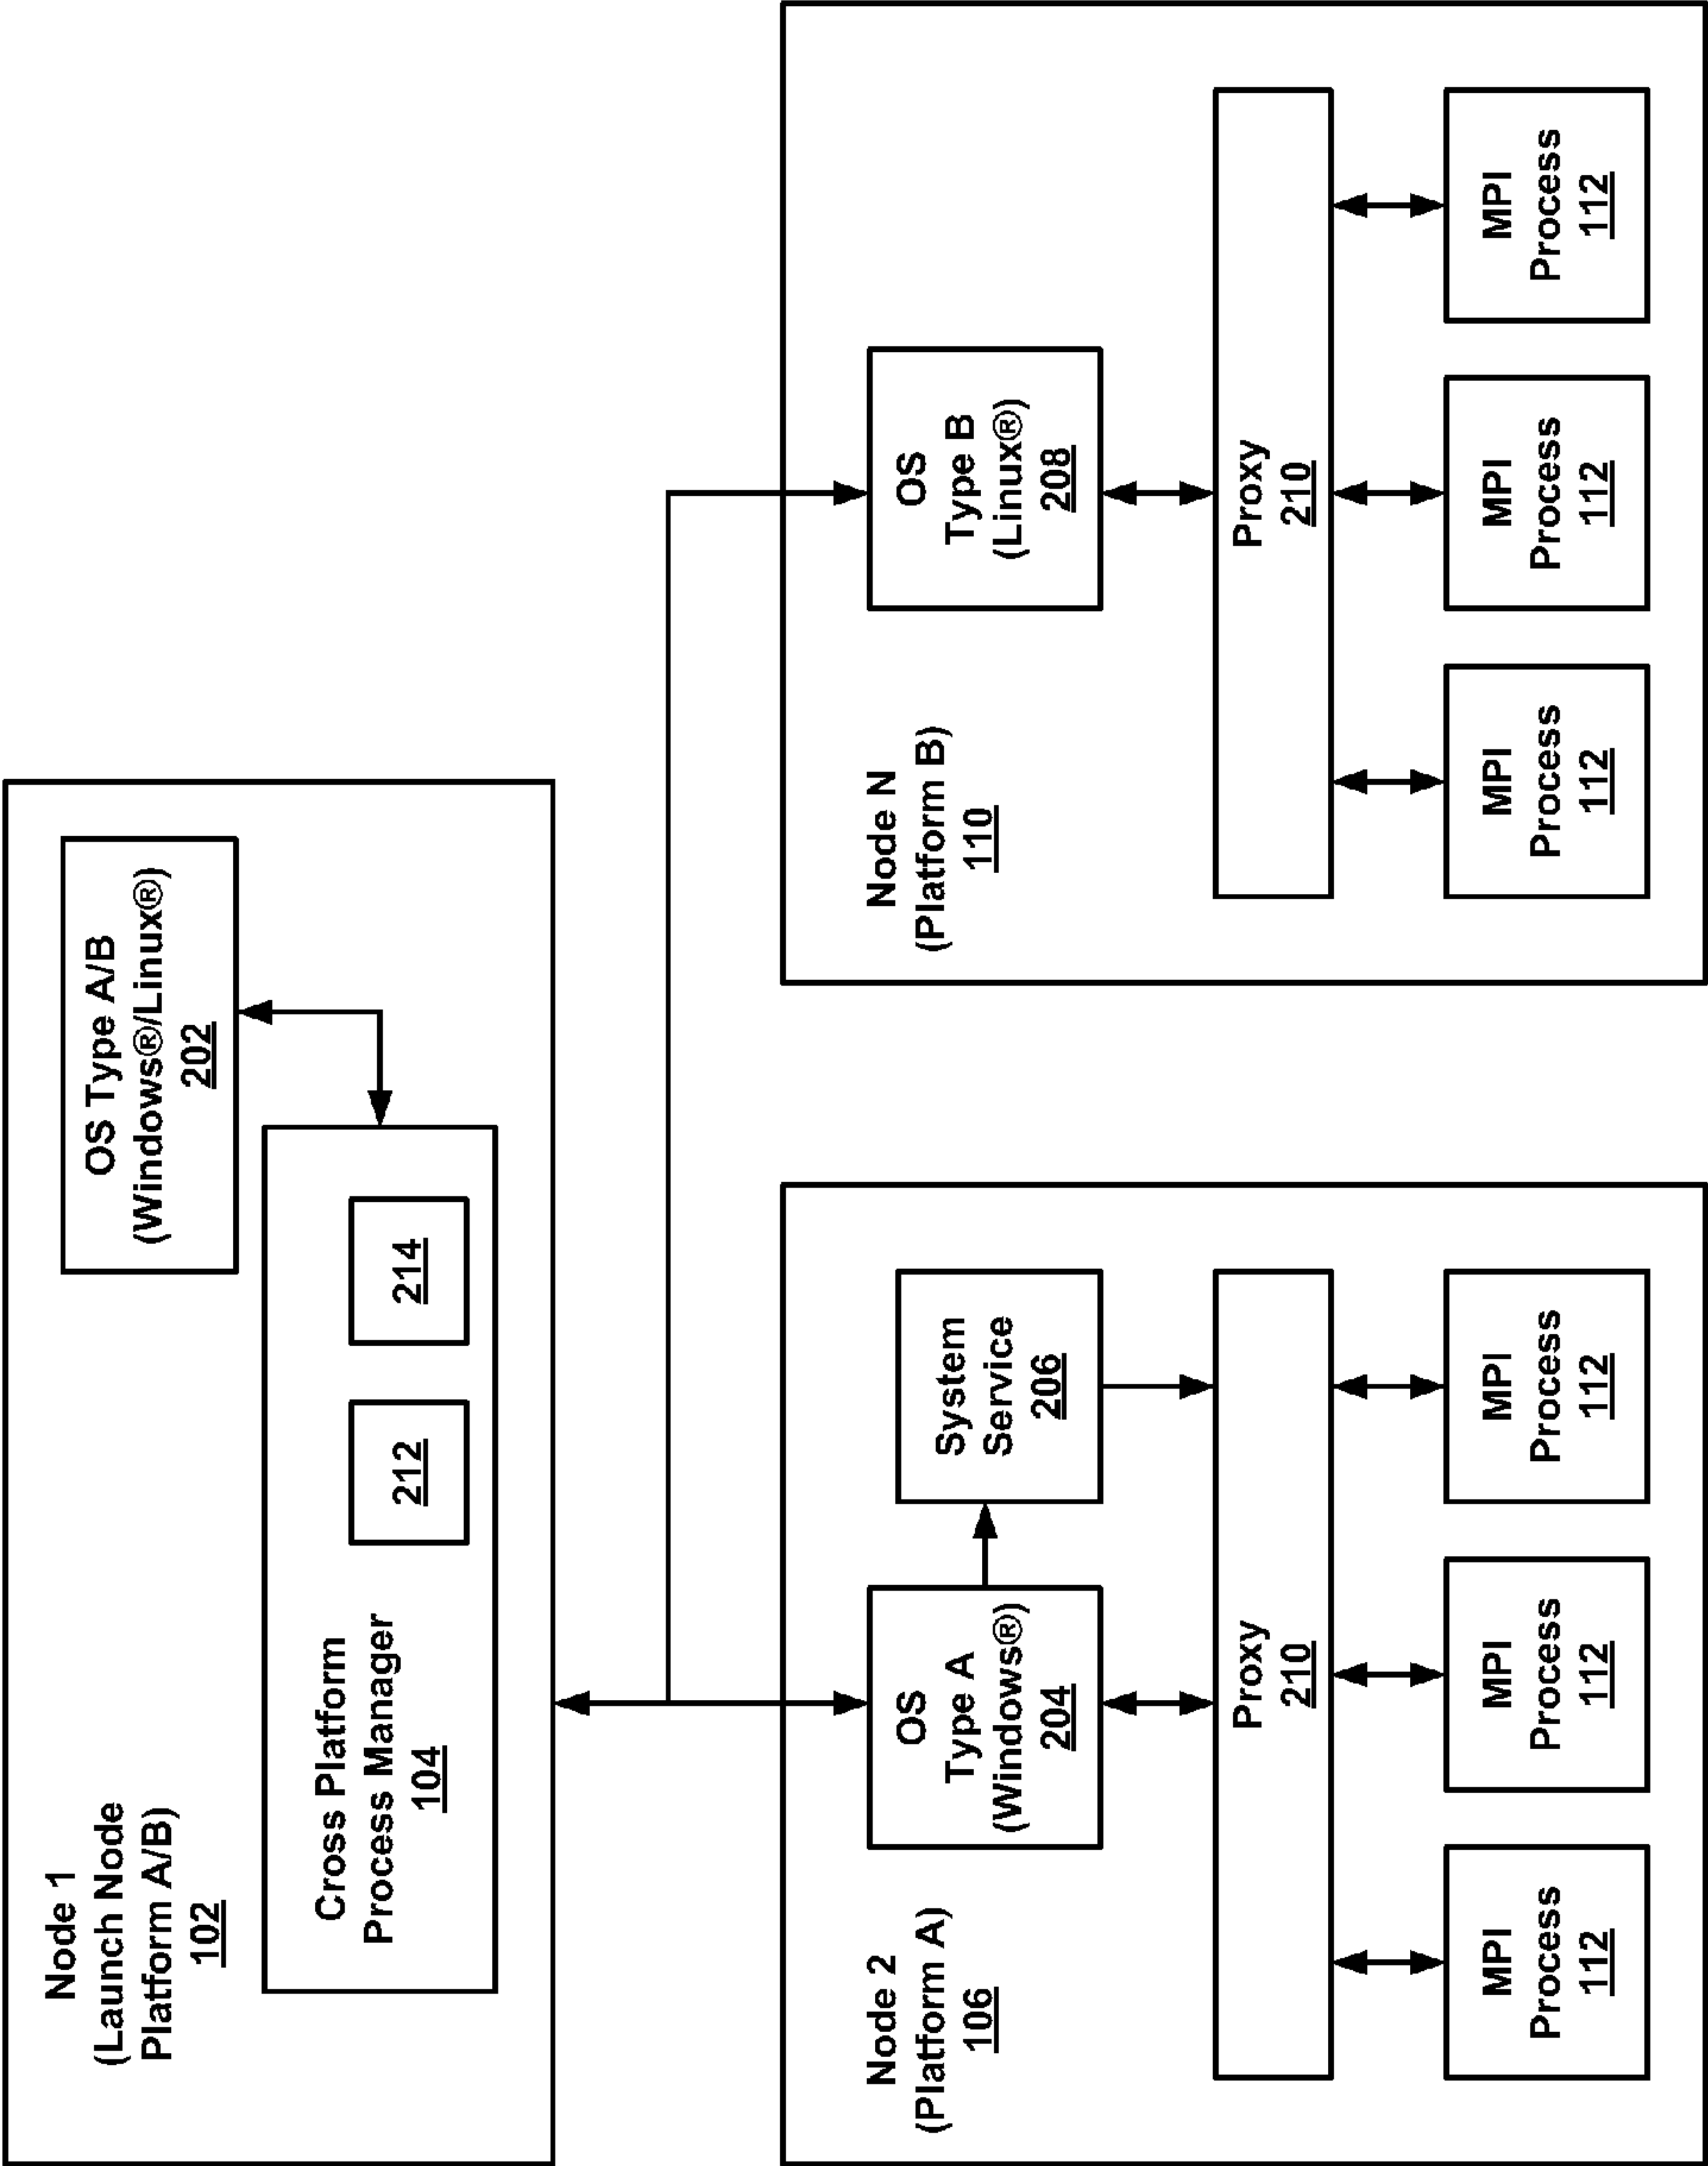 Node 1
(Launch Node
Platform A/B)
102
OS Type A/B
(Windows®/Linux®)
202
Cross Platform
Process Manager
104
212
214
Node 2
(Platform A)
106
OS
Type A
(Windows®)
204
System
Service
206
Proxy
210
MPI
Process
112
MPI
Process
112
MPI
Process
112
Node N
(Platform B)
110
OS
Type B
(Linux®)
208
Proxy
210
MPI
Process
112
MPI
Process
112
MPI
Process
112